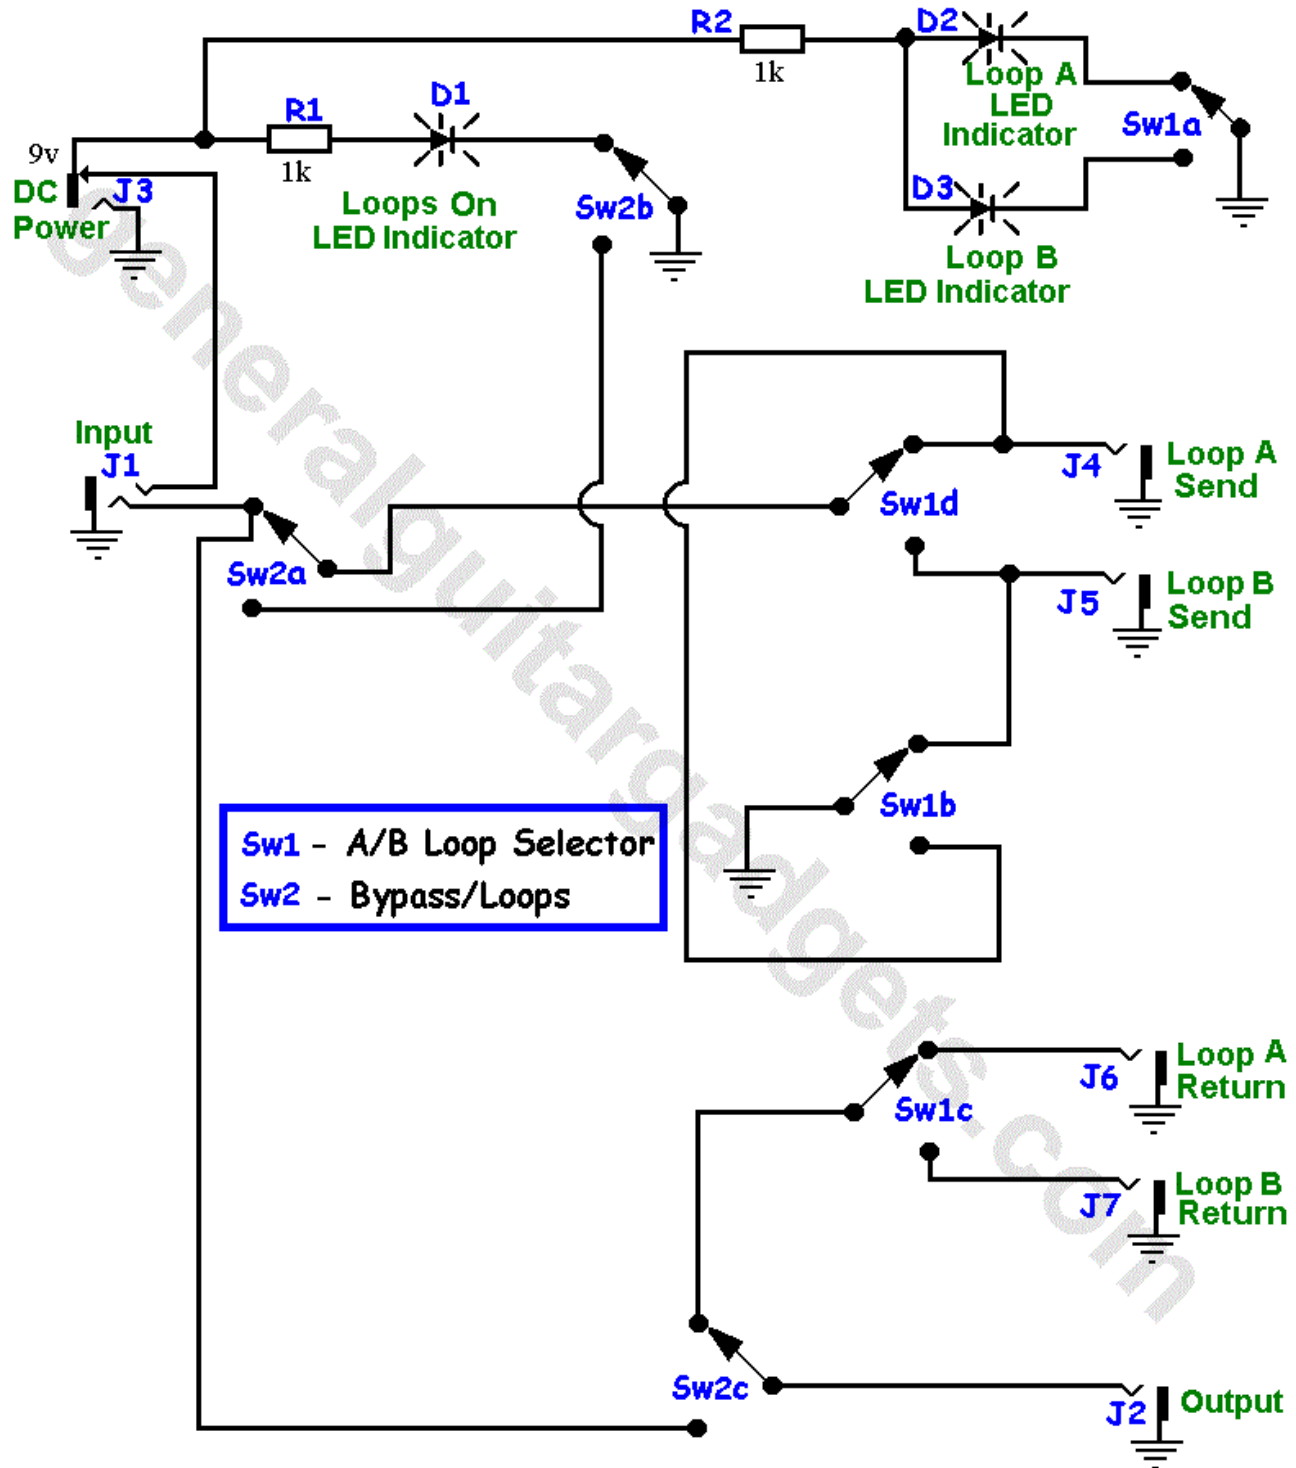 R2
1k
D2
Loop A
LED
Indicator
Sw1a
R1
1k
D1
Loops On
LED Indicator
Sw2b
9v
DC
Power
J3
D3
Loop B
LED Indicator
Input
J1
Sw2a
Sw1d
J4
Loop A
Send
J5
Loop B
Send
Sw1b
Sw1 - A/B Loop Selector
Sw2 - Bypass/Loops
Sw1c
J6
Loop A
Return
J7
Loop B
Return
Sw2c
J2
Output
generalguitargadgets.com